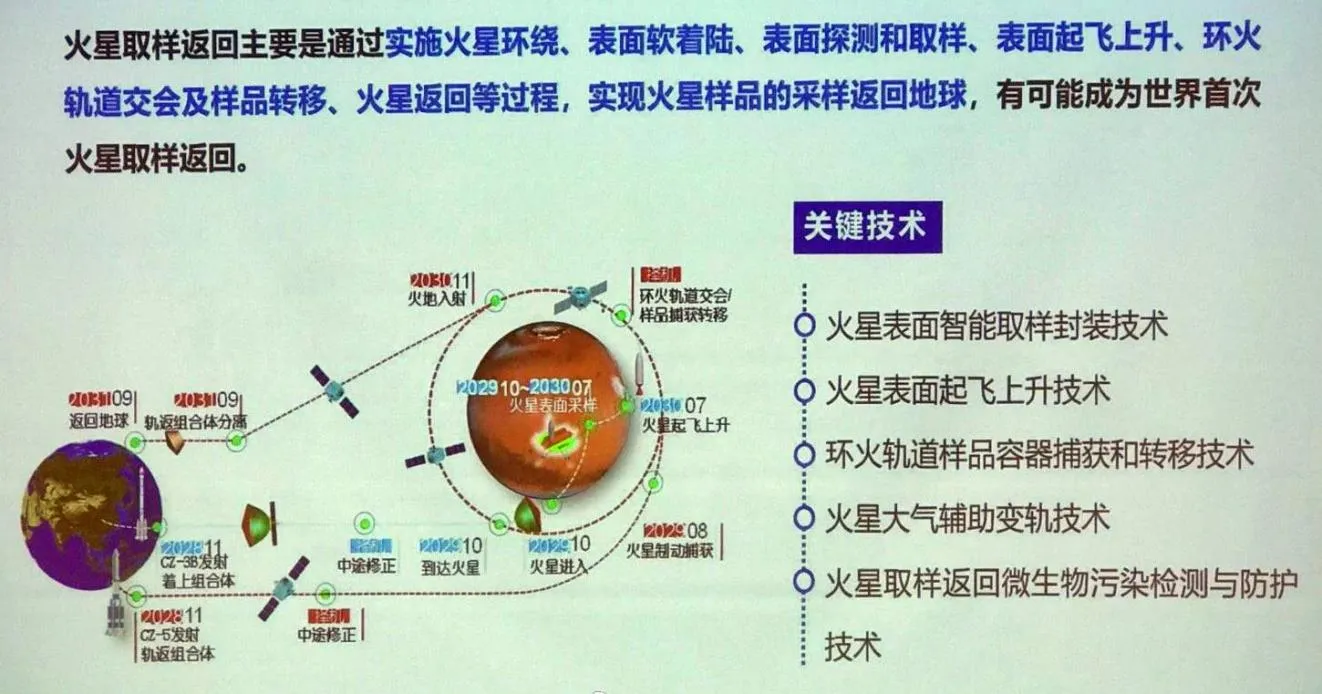 火星取样返回主要是通过实施火星环绕、表面软着陆、表面探测和取样、表面起飞上升、环火
轨道交会及样品转移、火星返回等过程，实现火星样品的采样返回地球，有可能成为世界首次
火星取样返回。
关键技术
火星表面智能取样封装技术
火星表面起飞上升技术
环火轨道样品容器捕获和转移技术
火星大气辅助变轨技术
火星取样返回微生物污染检测与防护
技术
2030 11
火地入射
择机
环火轨道交会/
样品捕获转移
2029 10~2030 07
火星表面采样
2030 07
火星起飞上升
2031 09
返回地球
2031 09
轨返组合体分离
2028 11
CZ-3B发射
着上组合体
择机
中途修正
2029 10
到达火星
2029 10
火星进入
2029 08
火星制动捕获
2028 11
CZ-5发射
轨返组合体
择机
中途修正